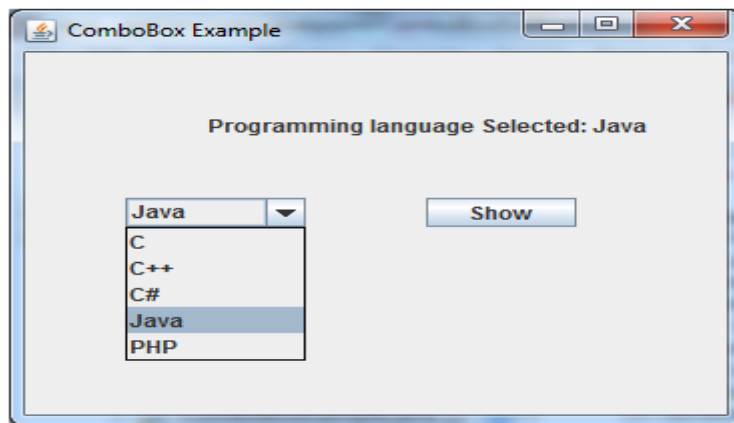 ComboBox Example
Programming language Selected: Java
Java
Show
C
C++
C#
Java
PHP